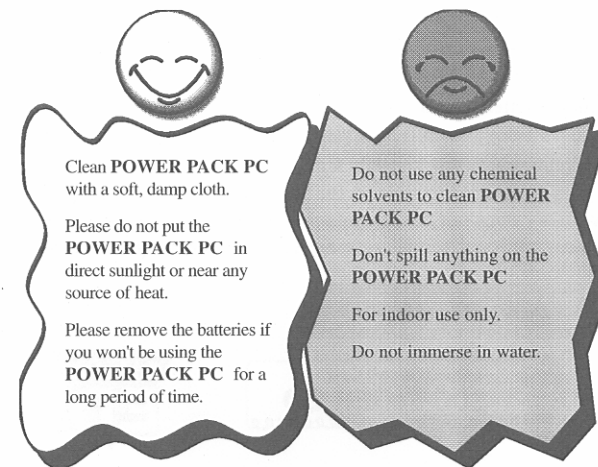 Clean POWER PACK PC
with a soft, damp cloth.
Please do not put the
POWER PACK PC in
direct sunlight or near any
source of heat.
Please remove the batteries if
you won't be using the
POWER PACK PC for a
long period of time.
Do not use any chemical
solvents to clean POWER
PACK PC
Don't spill anything on the
POWER PACK PC
For indoor use only.
Do not immerse in water.